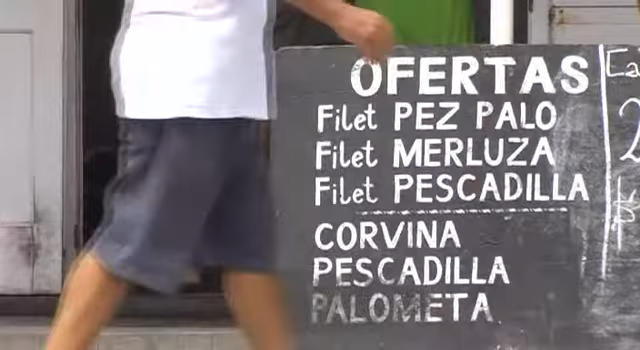 OFERTAS
Filet PEZ PALO
Filet MERLUZA
Filet PESCADILLA
CORVINA
PESCADILLA
PALOMETA